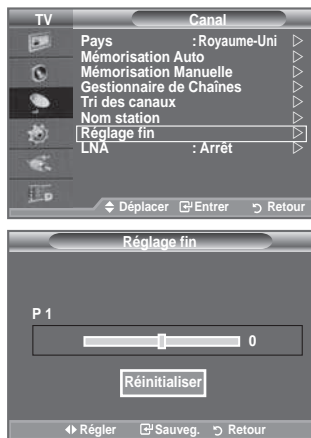 TV Canal
Pays : Royaume-Uni
Mémorisation Auto
Mémorisation Manuelle
Gestionnaire de Chaînes
Tri des canaux
Nom station
Réglage fin
LNA : Arrêt
Déplacer Entrer Retour
Réglage fin
P 1
0
Réinitialiser
Régler Sauveg. Retour